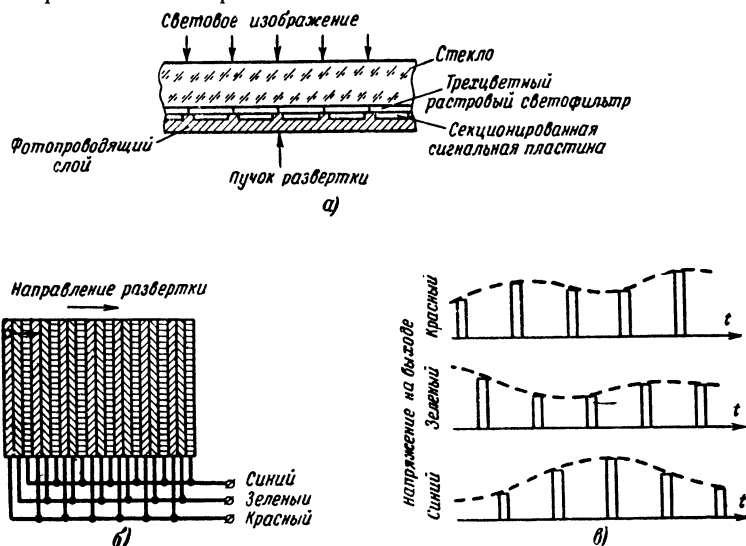 Световое изображение
Стекло
Трехцветный
растровый светофильтр
Секционированная
сигнальная пластина
Фотопроводящий
слой
Пучок развертки
а)
Направление развертки
Синий
Зеленый
Красный
б)
напряжение на выходе
Красный
t
Зеленый
t
Синий
t
в)